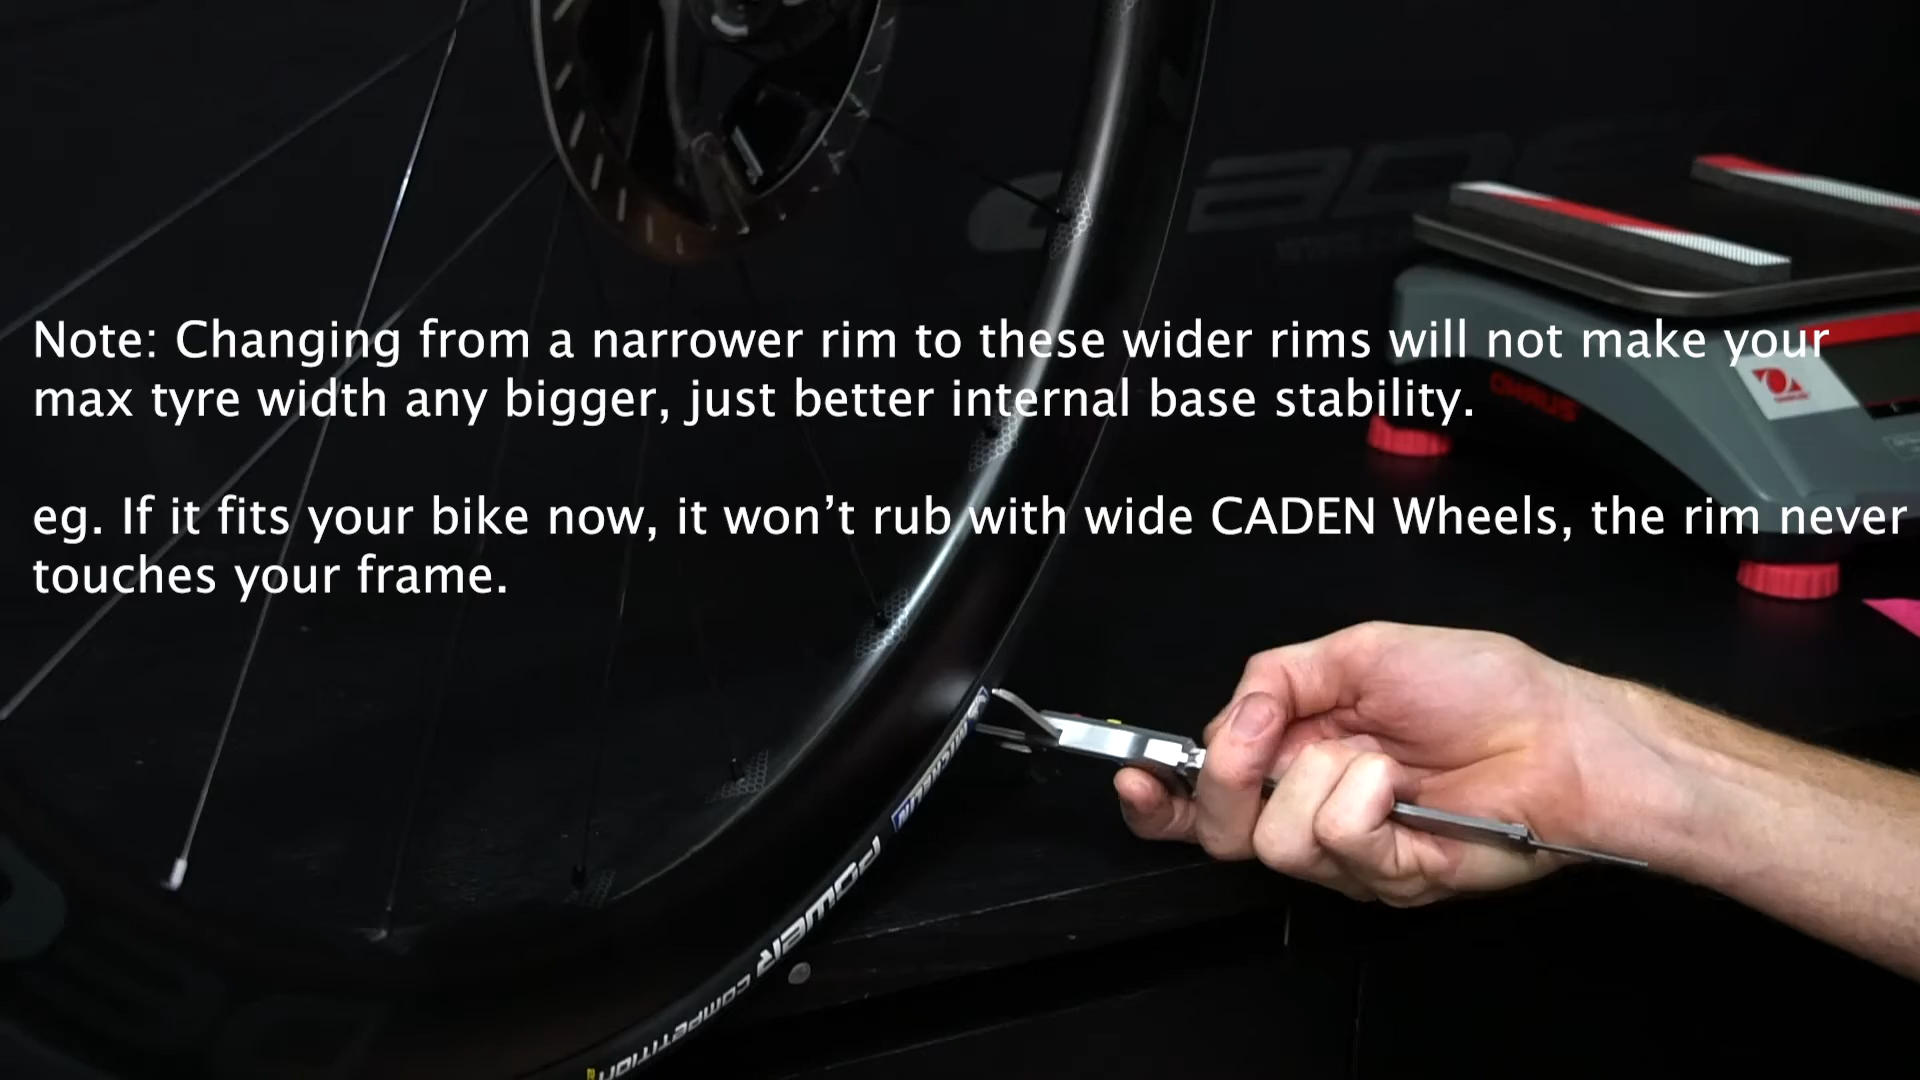 Note: Changing from a narrower rim to these wider rims will not make your
max tyre width any bigger, just better internal base stability.
eg. If it fits your bike now, it won’t rub with wide CADEN Wheels, the rim never
touches your frame.
OHAUS
MICHELIN
POWER COMPETITION